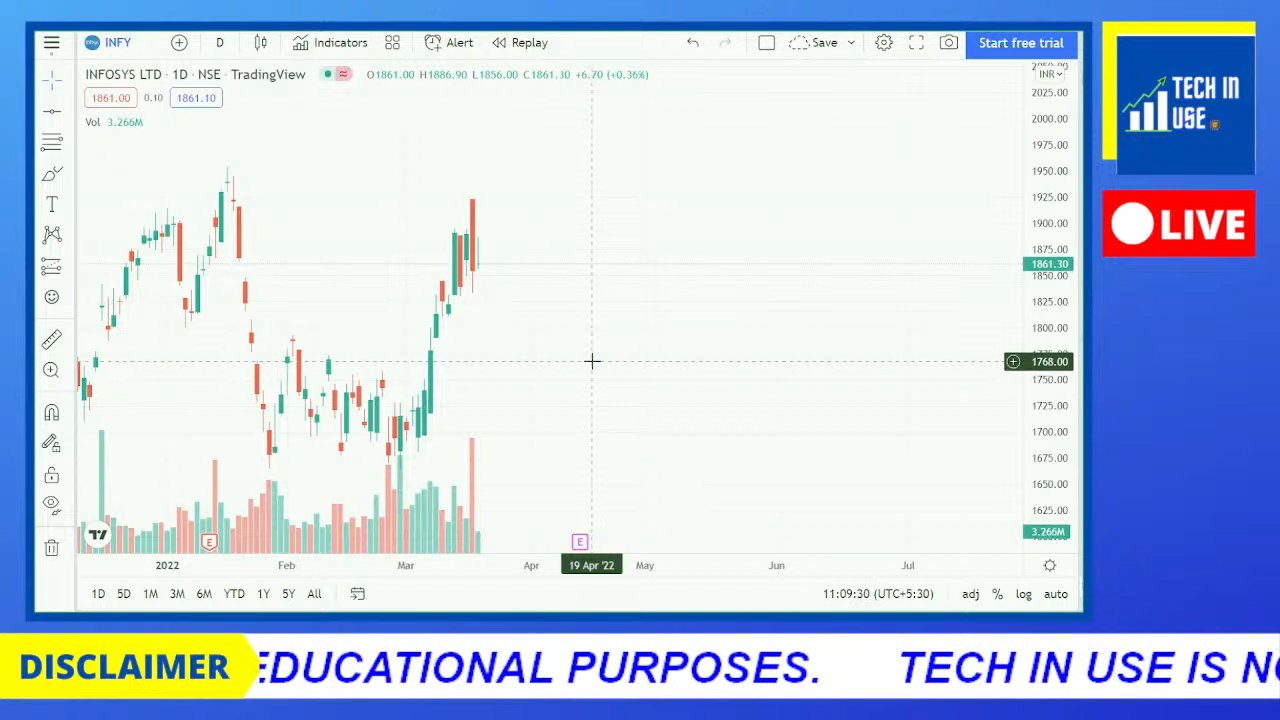 INFY
D
Indicators
Alert
Replay
Save
Start free trial
INFOSYS LTD · 1D · NSE · TradingView
O1861.00 H1886.90 L1856.00 C1861.30 +6.70 (+0.36%)
1861.00
0.10
1861.10
Vol 3.266M
INR
2025.00
2000.00
1975.00
1950.00
1925.00
1900.00
1875.00
1861.30
1850.00
1825.00
1800.00
1768.00
1750.00
1725.00
1700.00
1675.00
1650.00
1625.00
3.266M
E
E
2022
Feb
Mar
Apr
19 Apr '22
May
Jun
Jul
1D
5D
1M
3M
6M
YTD
1Y
5Y
All
11:09:30 (UTC+5:30)
adj
%
log
auto
TECH IN
USE
LIVE
DISCLAIMER
EDUCATIONAL PURPOSES. TECH IN USE IS